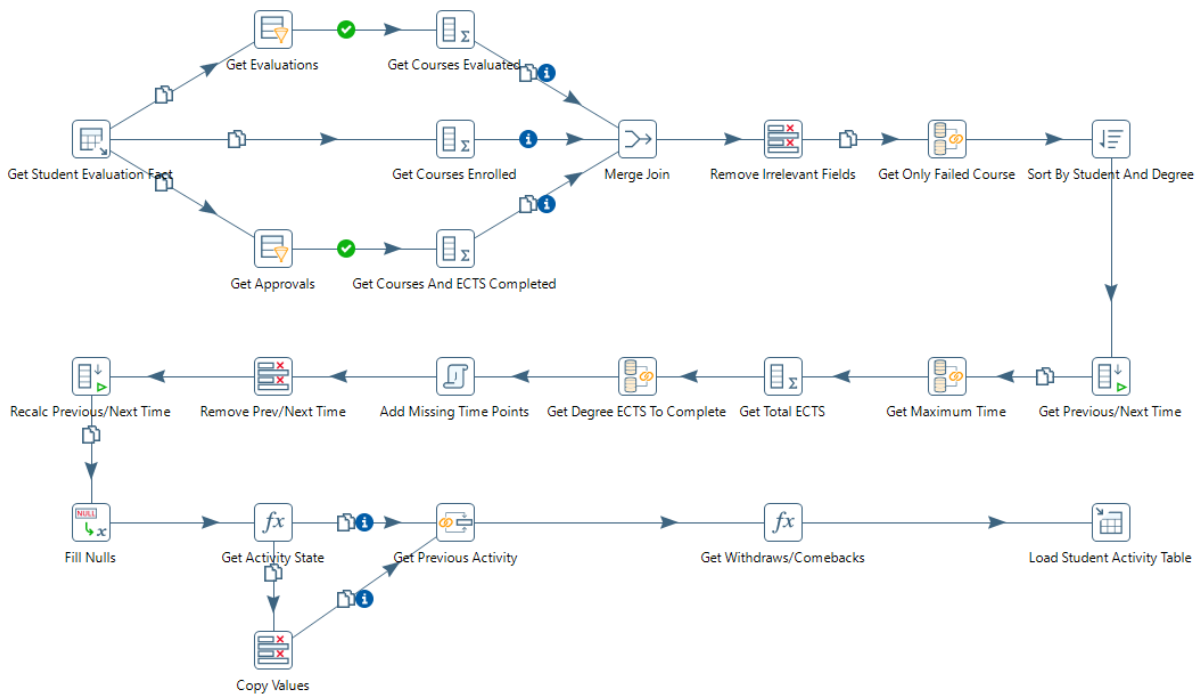 Get Evaluations
Get Courses Evaluated
Get Student Evaluation Fact
Get Courses Enrolled
Merge Join
Remove Irrelevant Fields
Get Only Failed Course
Sort By Student And Degree
Get Approvals
Get Courses And ECTS Completed
Recalc Previous/Next Time
Remove Prev/Next Time
Add Missing Time Points
Get Degree ECTS To Complete
Get Total ECTS
Get Maximum Time
Get Previous/Next Time
NULL
x
Fill Nulls
fx
Get Activity State
Get Previous Activity
fx
Get Withdraws/Comebacks
Load Student Activity Table
Copy Values